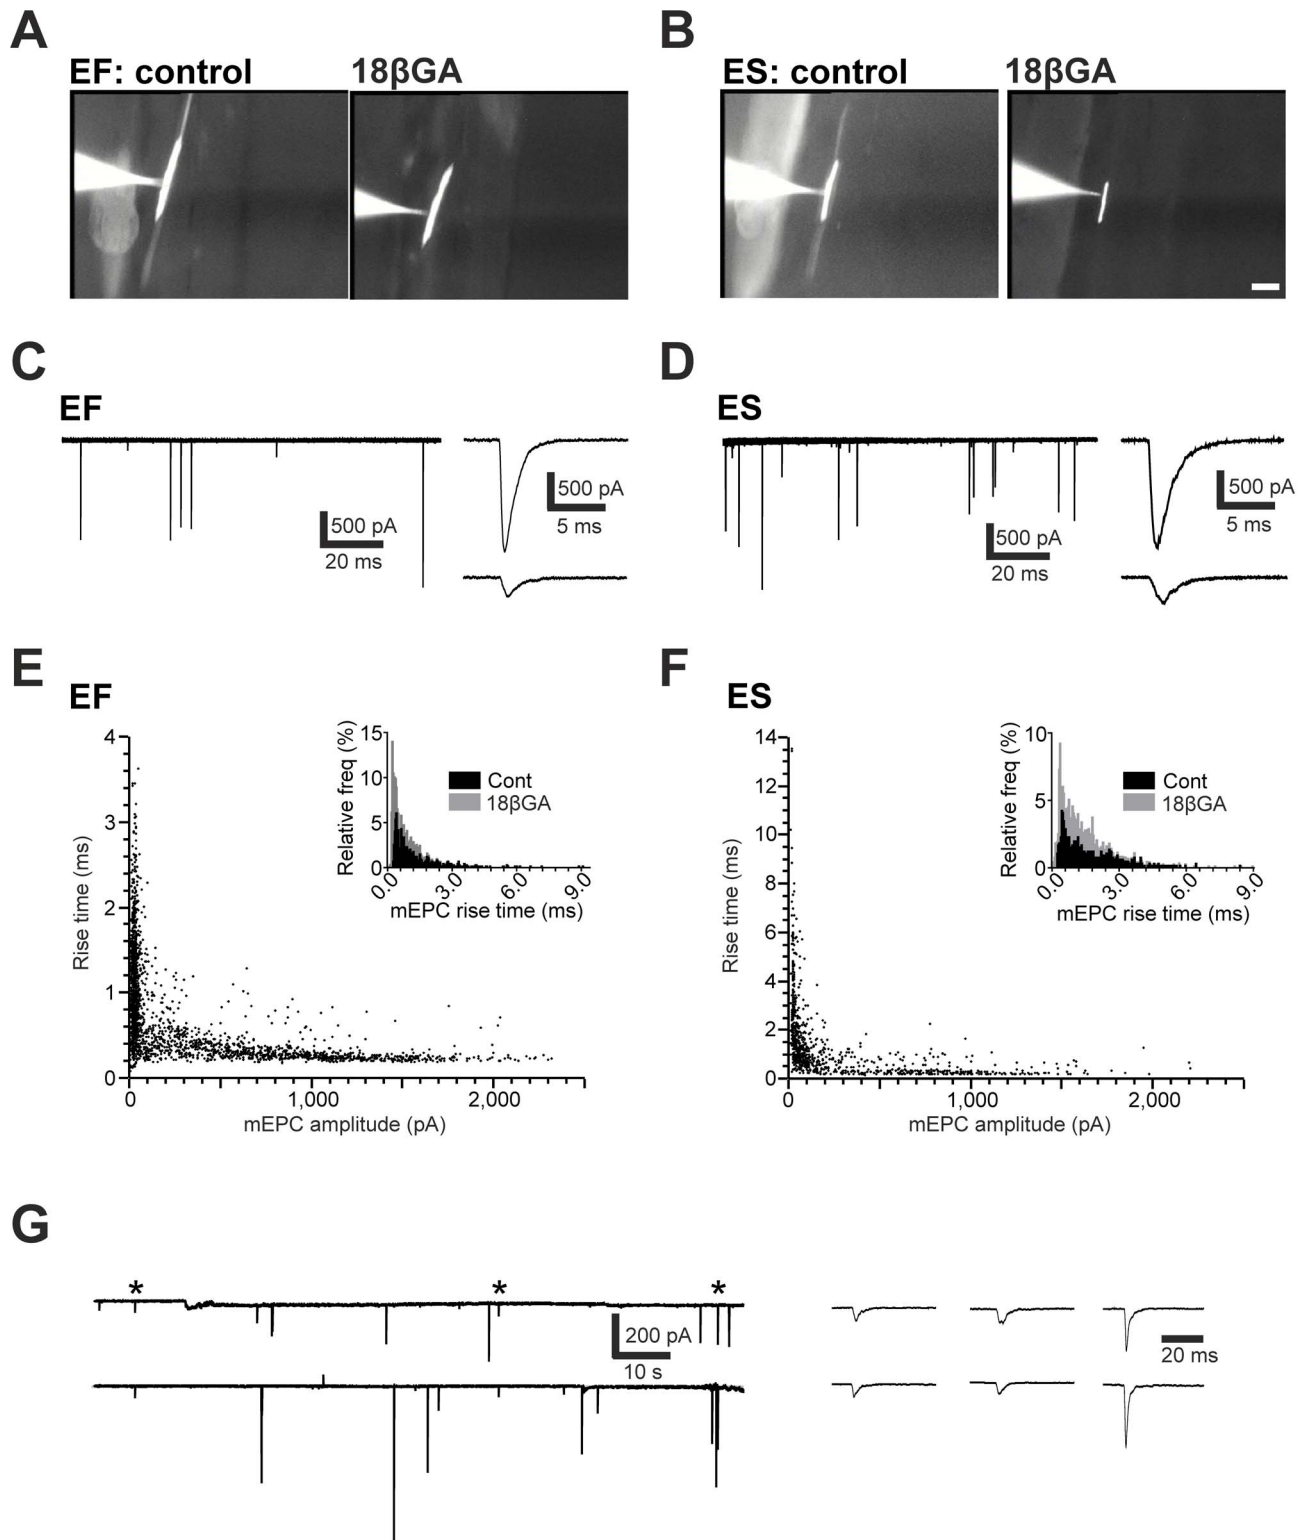 A
B
EF: control
18βGA
ES: control
18βGA
C
D
EF
ES
500 pA
5 ms
500 pA
20 ms
500 pA
5 ms
500 pA
20 ms
E
F
EF
ES
4
3
2
1
0
Rise time (ms)
0
1,000
2,000
mEPC amplitude (pA)
15
10
5
0
Relative freq (%)
Cont
18βGA
0.0
3.0
6.0
9.0
mEPC rise time (ms)
14
12
10
8
6
4
2
0
Rise time (ms)
0
1,000
2,000
mEPC amplitude (pA)
10
5
0
Relative freq (%)
Cont
18βGA
0.0
3.0
6.0
9.0
mEPC rise time (ms)
G
* * *
200 pA
10 s
20 ms